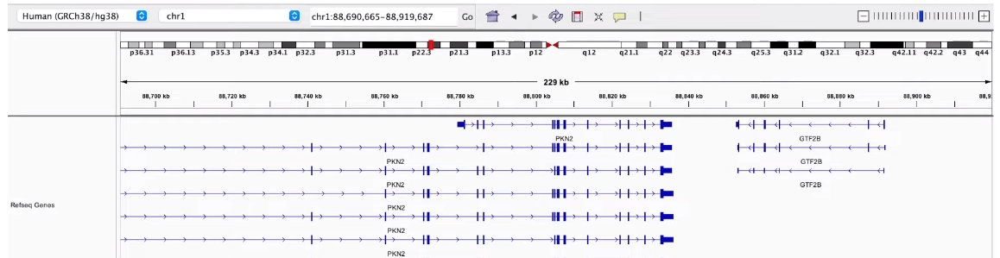 Human (GRCh38/hg38) chr1 chr1:88,690,665-88,919,687 Go
p36.31 p36.13 p35.3 p34.3 p34.1 p32.3 p31.3 p31.1 p22.3 p21.3 p13.3 p12 q12 q21.1 q22 q23.3 q24.3 q25.3 q31.2 q32.1 q32.3 q42.11 q42.2 q43 q44
229 kb
88,700 kb 88,720 kb 88,740 kb 88,760 kb 88,780 kb 88,800 kb 88,820 kb 88,840 kb 88,860 kb 88,880 kb 88,900 kb 88,9
PKN2 GTF2B
PKN2 GTF2B
PKN2 GTF2B
Refseq Genes
PKN2
PKN2
PKN2